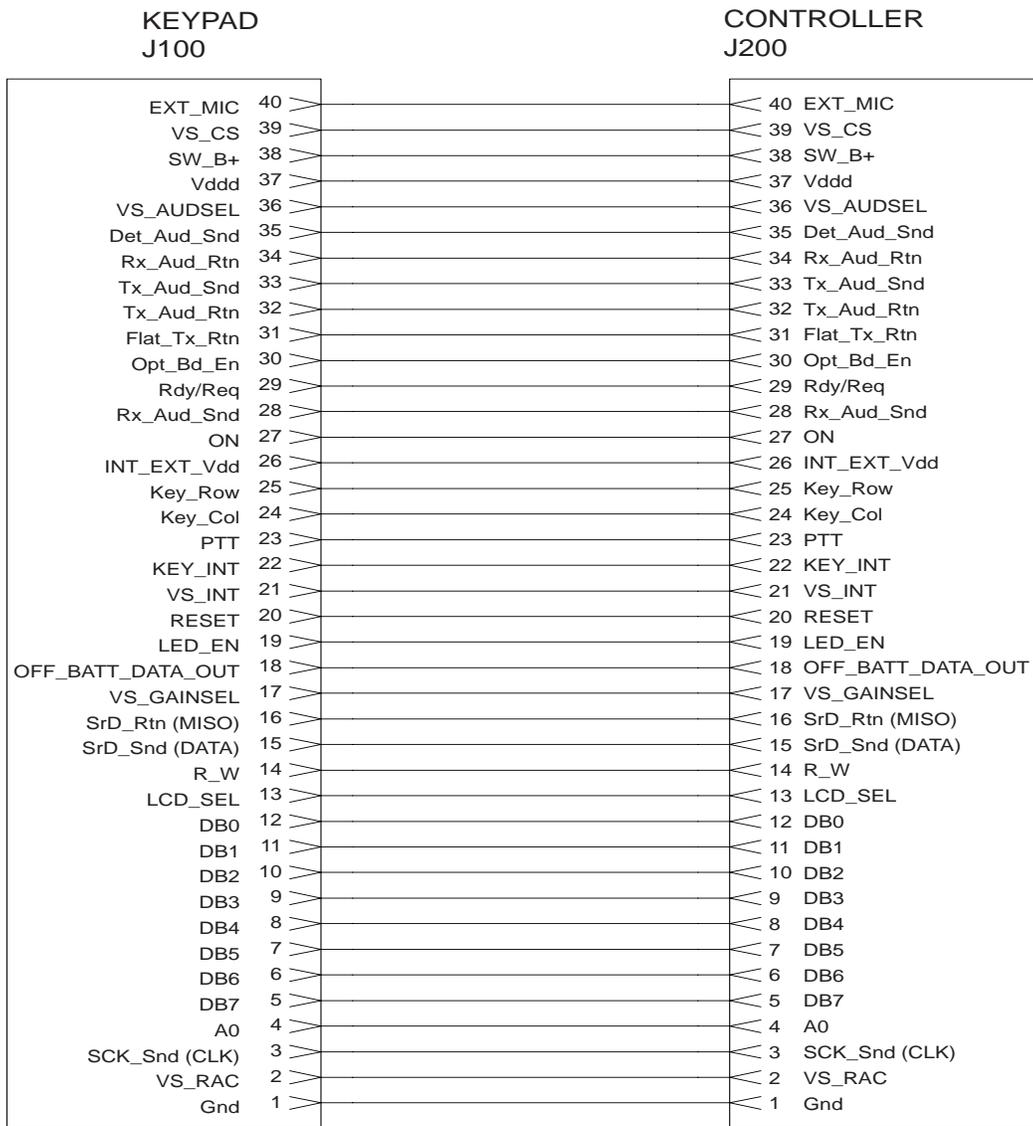 KEYPAD
J100
CONTROLLER
J200
EXT_MIC 40 40 EXT_MIC
VS_CS 39 39 VS_CS
SW_B+ 38 38 SW_B+
Vddd 37 37 Vddd
VS_AUDSEL 36 36 VS_AUDSEL
Det_Aud_Snd 35 35 Det_Aud_Snd
Rx_Aud_Rtn 34 34 Rx_Aud_Rtn
Tx_Aud_Snd 33 33 Tx_Aud_Snd
Tx_Aud_Rtn 32 32 Tx_Aud_Rtn
Flat_Tx_Rtn 31 31 Flat_Tx_Rtn
Opt_Bd_En 30 30 Opt_Bd_En
Rdy/Req 29 29 Rdy/Req
Rx_Aud_Snd 28 28 Rx_Aud_Snd
ON 27 27 ON
INT_EXT_Vdd 26 26 INT_EXT_Vdd
Key_Row 25 25 Key_Row
Key_Col 24 24 Key_Col
PTT 23 23 PTT
KEY_INT 22 22 KEY_INT
VS_INT 21 21 VS_INT
RESET 20 20 RESET
LED_EN 19 19 LED_EN
OFF_BATT_DATA_OUT 18 18 OFF_BATT_DATA_OUT
VS_GAINSEL 17 17 VS_GAINSEL
SrD_Rtn (MISO) 16 16 SrD_Rtn (MISO)
SrD_Snd (DATA) 15 15 SrD_Snd (DATA)
R_W 14 14 R_W
LCD_SEL 13 13 LCD_SEL
DB0 12 12 DB0
DB1 11 11 DB1
DB2 10 10 DB2
DB3 9 9 DB3
DB4 8 8 DB4
DB5 7 7 DB5
DB6 6 6 DB6
DB7 5 5 DB7
A0 4 4 A0
SCK_Snd (CLK) 3 3 SCK_Snd (CLK)
VS_RAC 2 2 VS_RAC
Gnd 1 1 Gnd